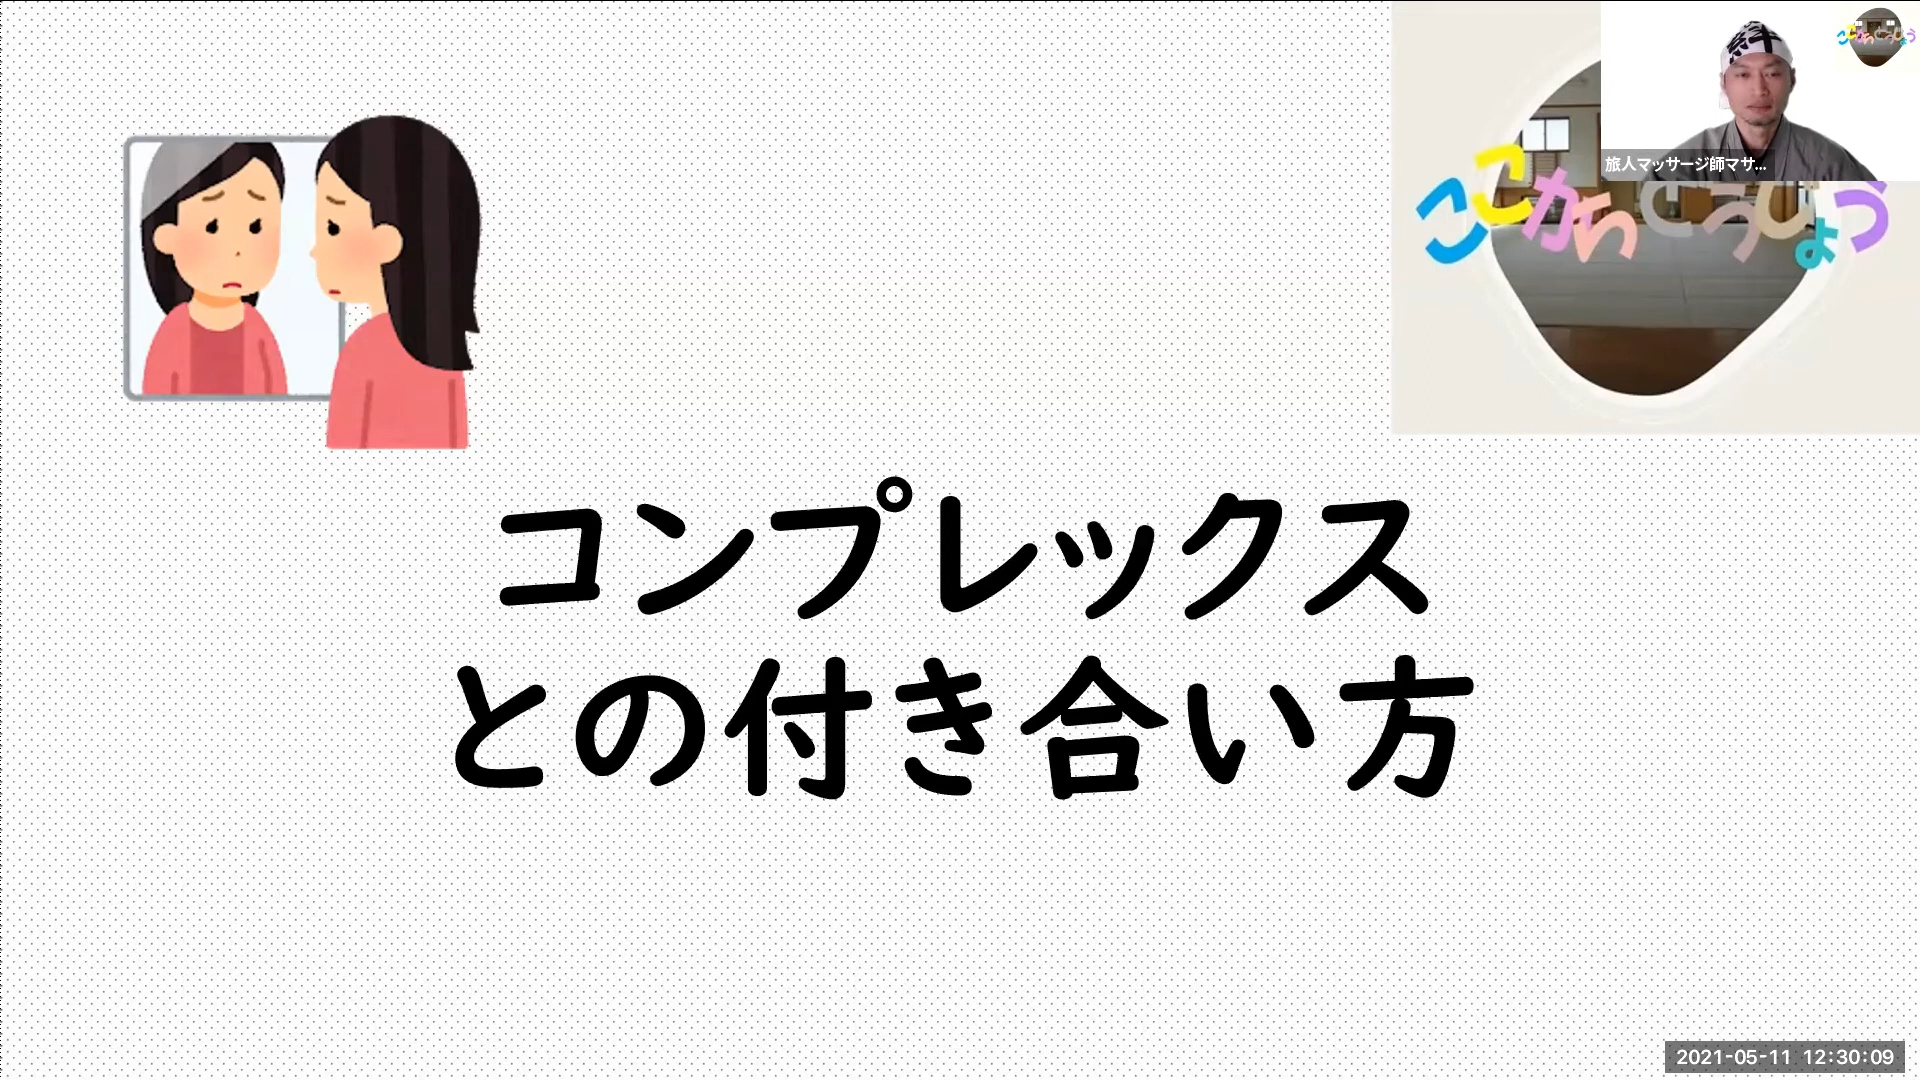 旅人マッサージ師マサ...
ここからどうじょう
コンプレックス
との付き合い方
2021-05-11 12:30:09